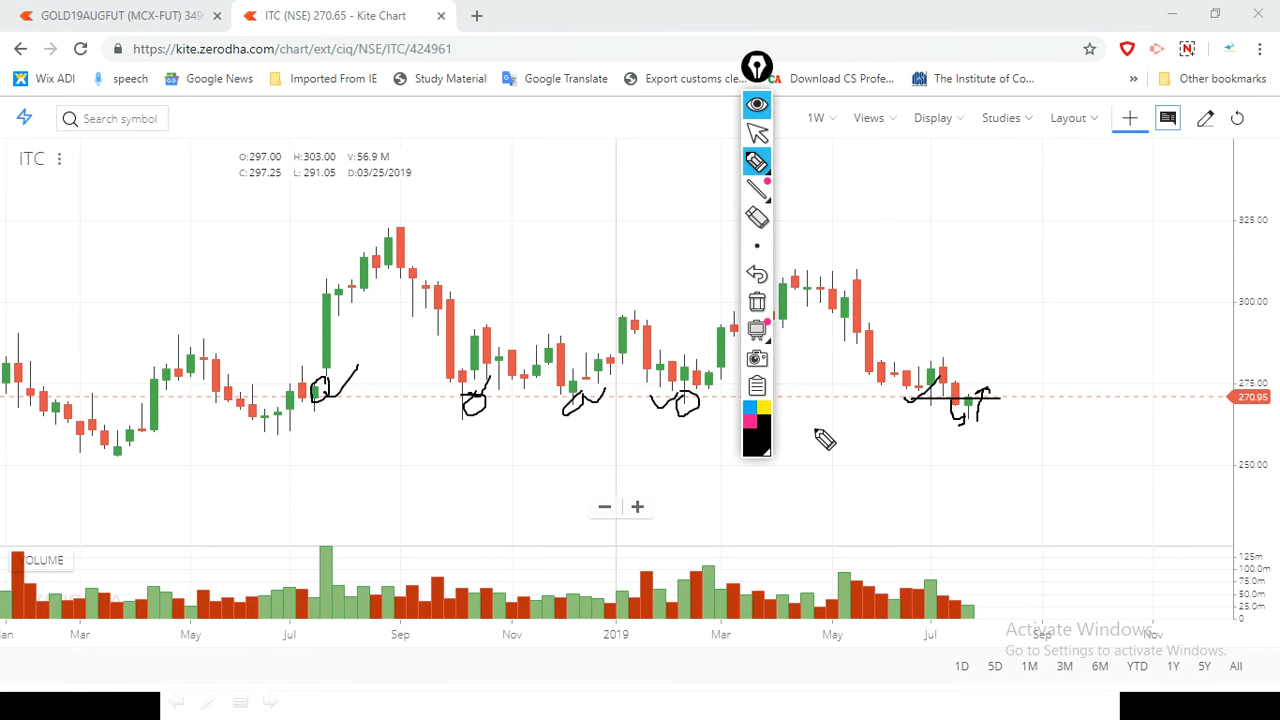 GOLD19AUGFUT (MCX-FUT) 349
ITC (NSE) 270.65 - Kite Chart
https://kite.zerodha.com/chart/ext/ciq/NSE/ITC/424961
Wix ADI
speech
Google News
Imported From IE
Study Material
Google Translate
Export customs cle...
CA
Download CS Profe...
The Institute of Co...
»
Other bookmarks
Search symbol
1W
Views
Display
Studies
Layout
ITC
O:297.00 H:303.00 V:56.9 M
C:297.25 L: 291.05 D:03/25/2019
325.00
300.00
275.00
270.95
250.00
VOLUME
125m
100.0m
75.0m
50.0m
25.0m
0
Jan Mar May Jul Sep Nov 2019 Mar May Jul Sep Nov
Activate Windows
Go to Settings to activate Windows.
1D 5D 1M 3M 6M YTD 1Y 5Y All